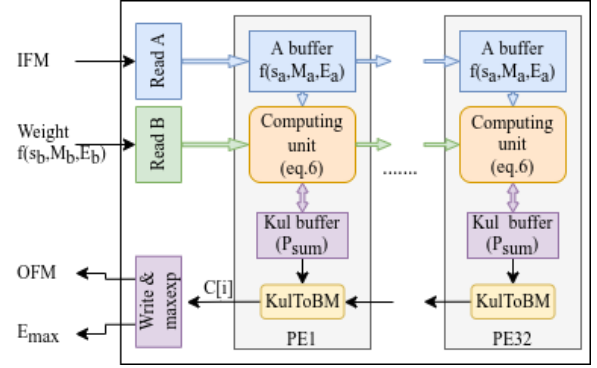 IFM
Read A
A buffer
f(sa,Ma,Ea)
A buffer
f(sa,Ma,Ea)
Weight
f(sb,Mb,Eb)
Read B
Computing
unit
(eq.6)
.......
Computing
unit
(eq.6)
Kul buffer
(Psum)
Kul buffer
(Psum)
OFM
Emax
Write &
maxexp
C[i]
KulToBM
KulToBM
PE1
PE32